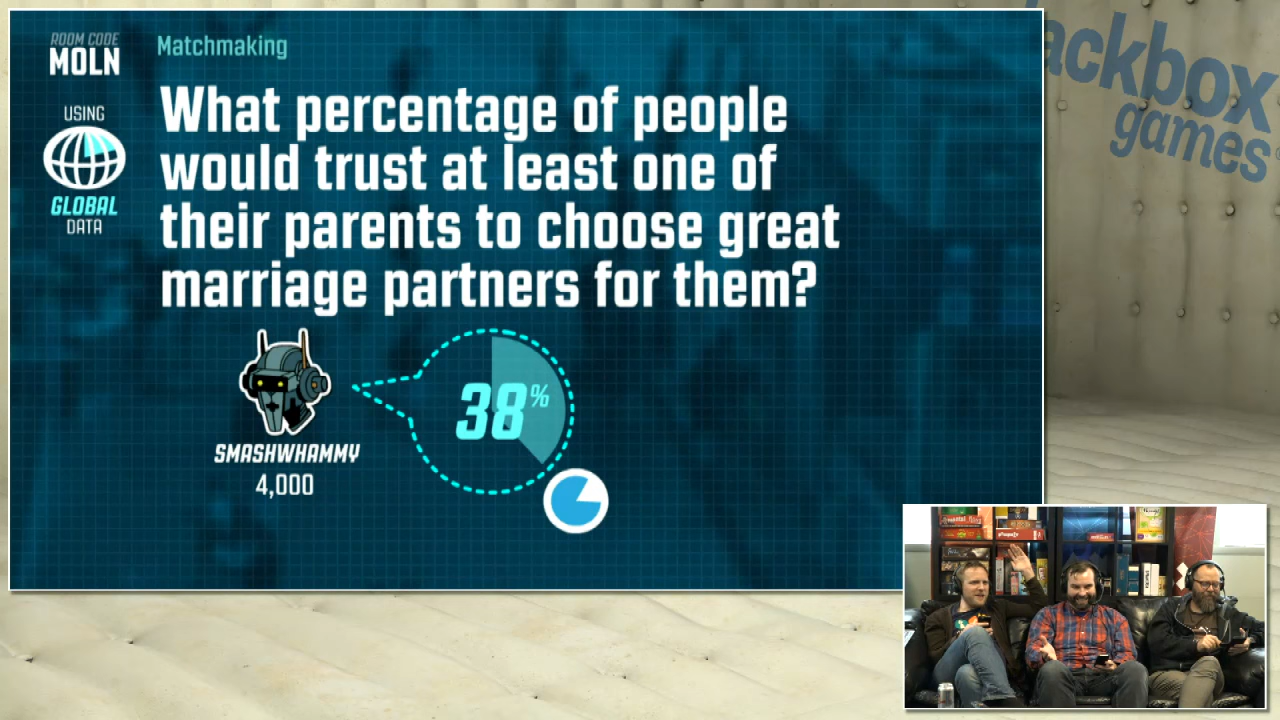 ROOM CODE
MOLN
USING
GLOBAL
DATA
Matchmaking
What percentage of people
would trust at least one of
their parents to choose great
marriage partners for them?
38%
SMASHWHAMMY
4,000
ackbox
games